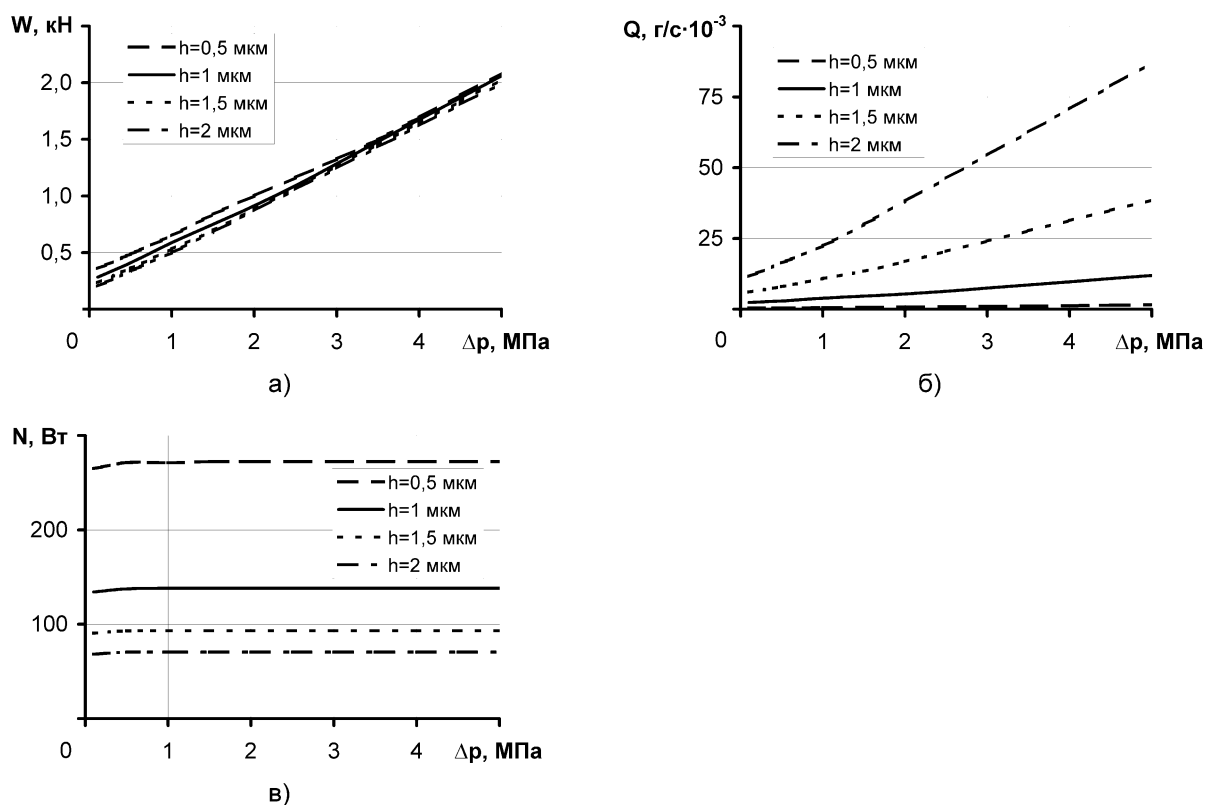 W, кН
h=0,5 мкм
h=1 мкм
h=1,5 мкм
h=2 мкм
2,0
1,5
1,0
0,5
0 1 2 3 4 Δp, МПа
а)
Q, г/с·10⁻³
h=0,5 мкм
h=1 мкм
h=1,5 мкм
h=2 мкм
75
50
25
0 1 2 3 4 Δp, МПа
б)
N, Вт
h=0,5 мкм
h=1 мкм
h=1,5 мкм
h=2 мкм
200
100
0 1 2 3 4 Δp, МПа
в)